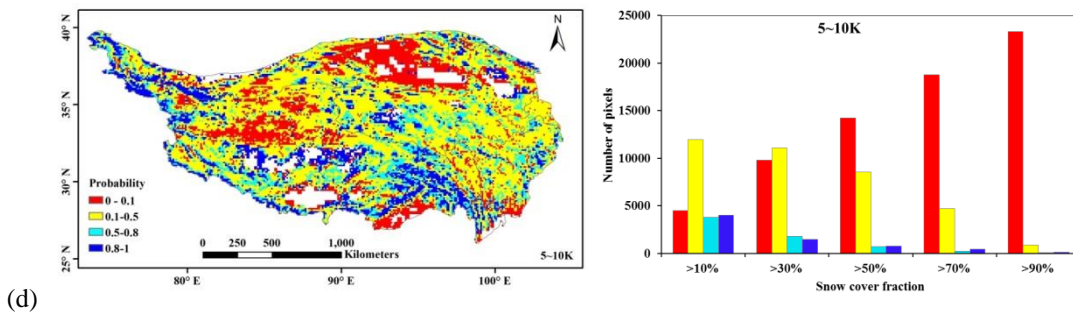 40° N
35° N
30° N
25° N
N
Probability
0 - 0.1
0.1-0.5
0.5-0.8
0.8-1
0 250 500 1,000
Kilometers
5~10K
80° E 90° E 100° E
(d)
5~10K
Number of pixels
25000
20000
15000
10000
5000
0
>10% >30% >50% >70% >90%
Snow cover fraction